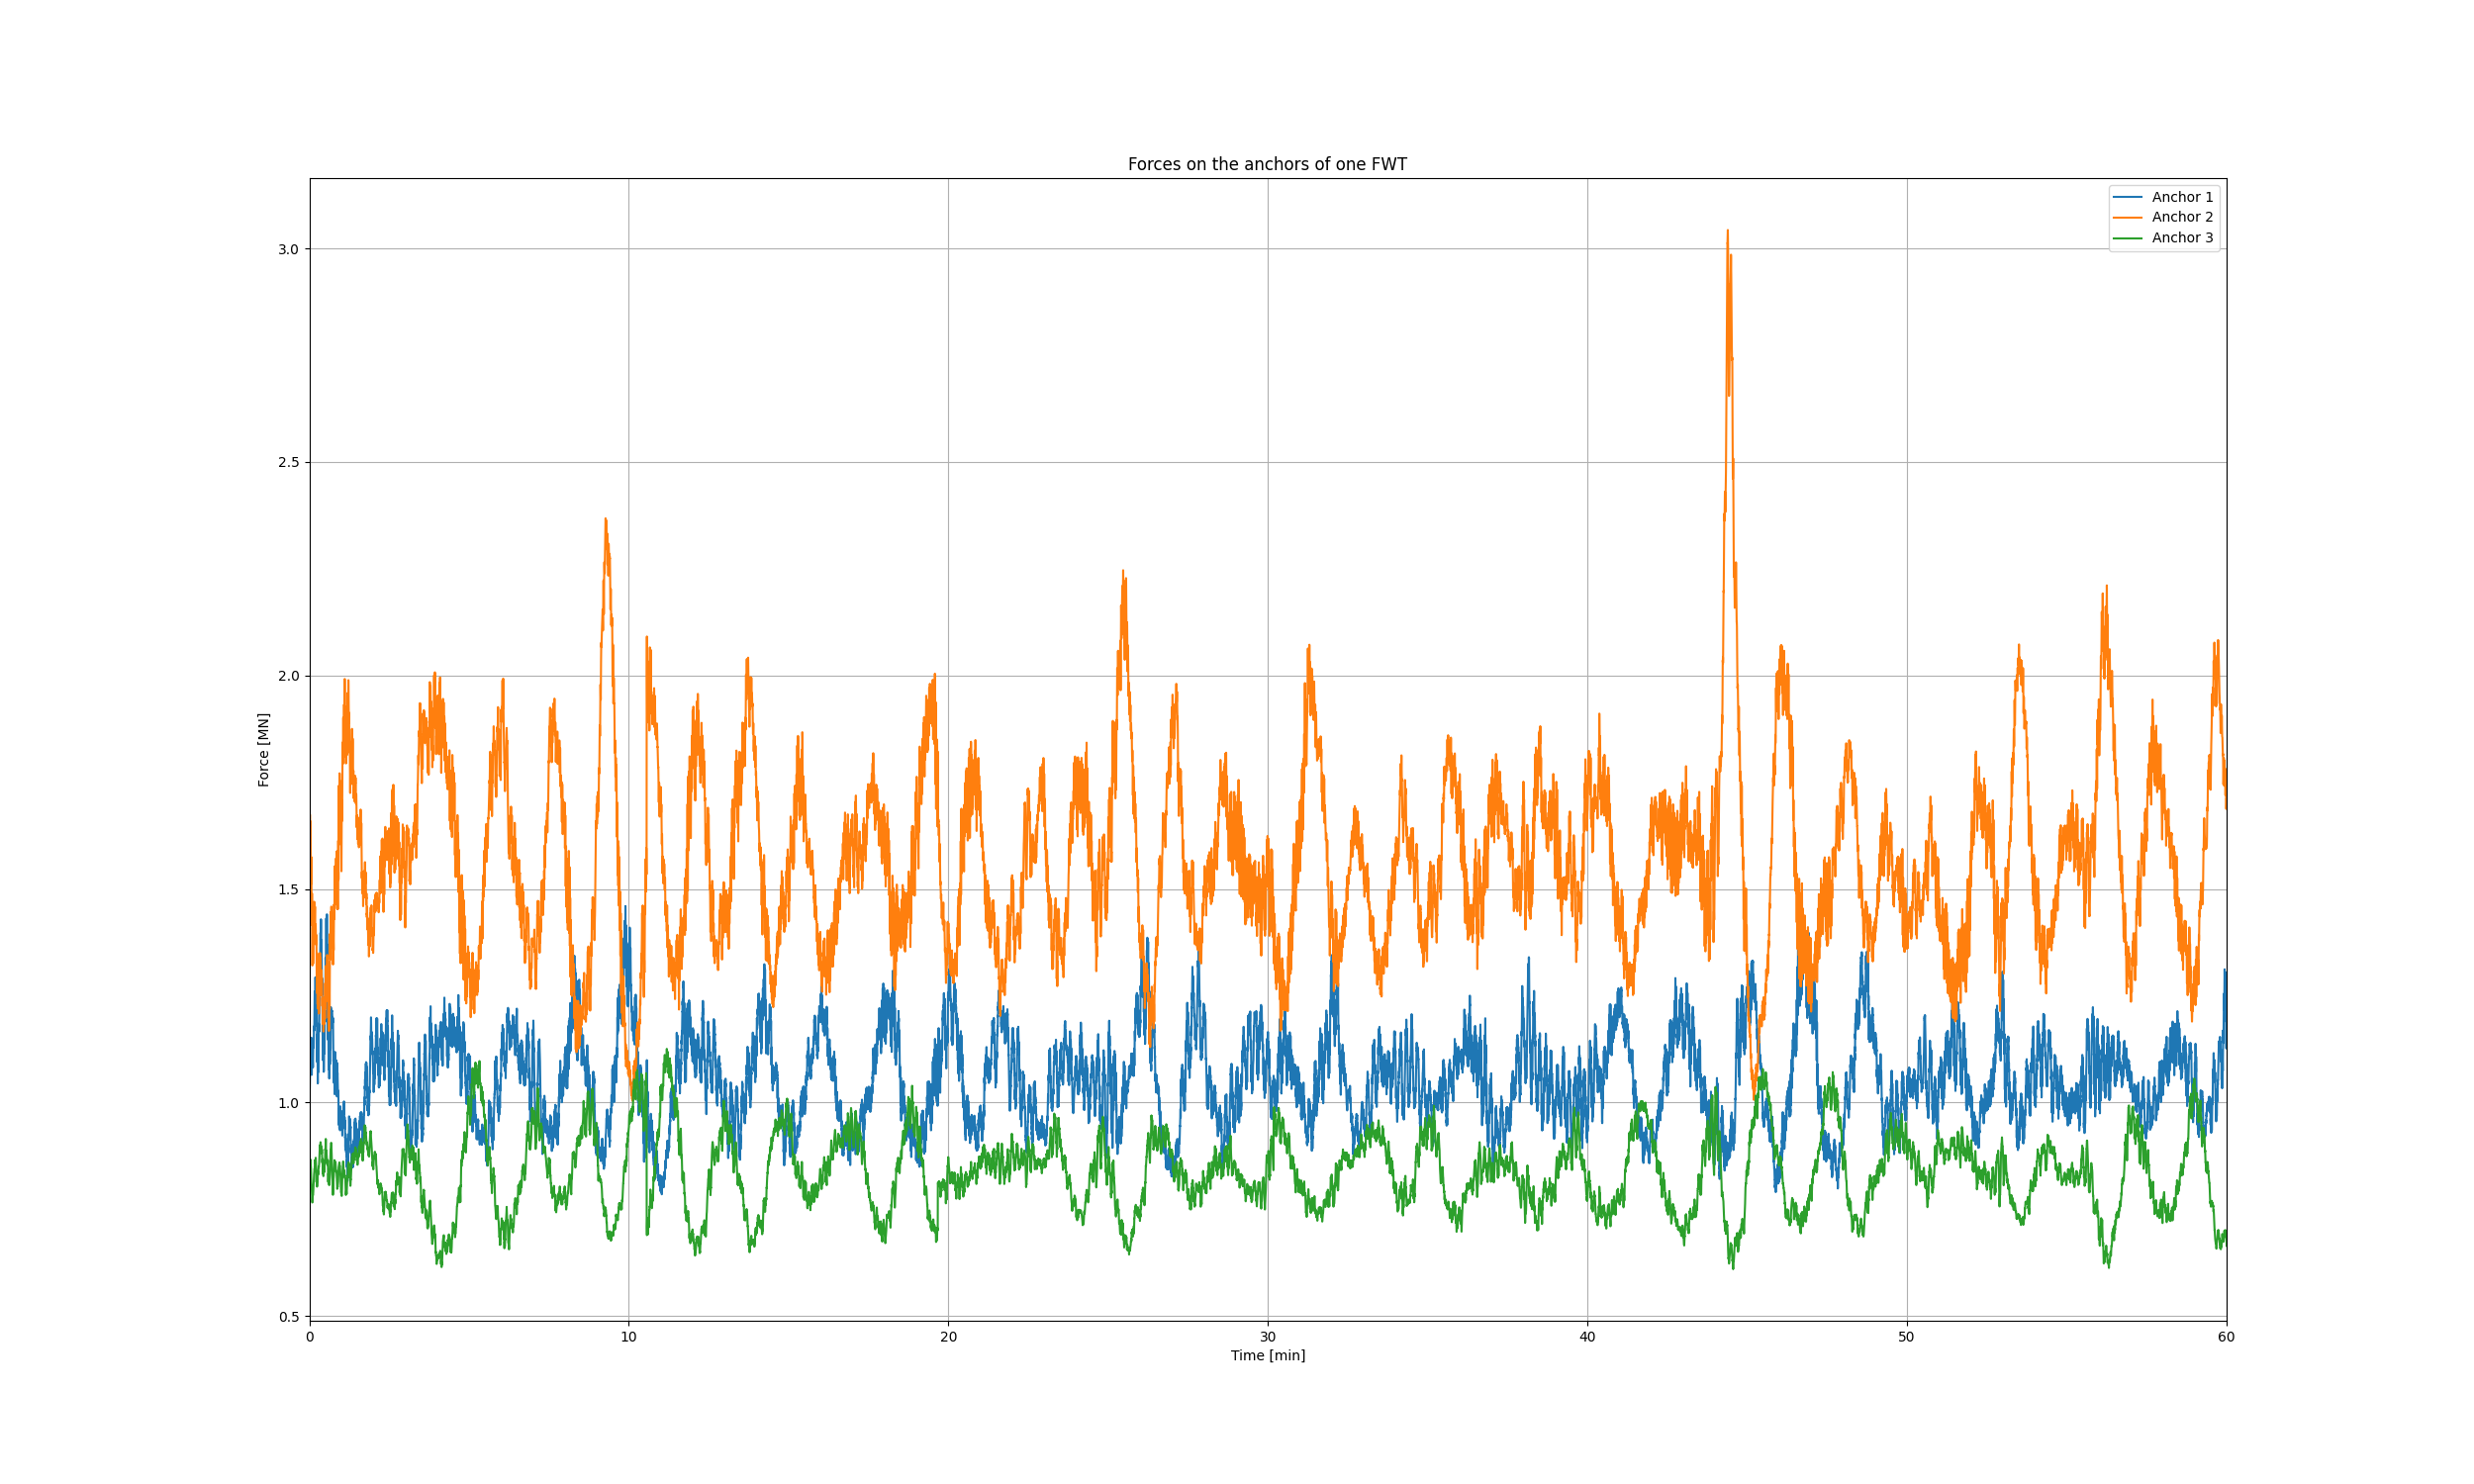 Forces on the anchors of one FWT
Anchor 1
Anchor 2
Anchor 3
Force [MN]
3.0
2.5
2.0
1.5
1.0
0.5
0 10 20 30 40 50 60
Time [min]